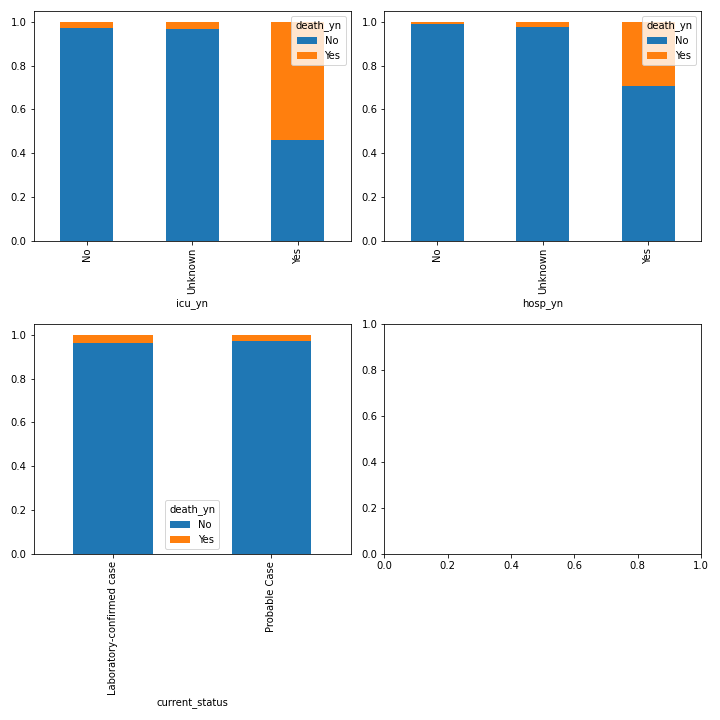 1.0
0.8
0.6
0.4
0.2
0.0
death_yn
No
Yes
No
Unknown
Yes
icu_yn
1.0
0.8
0.6
0.4
0.2
0.0
death_yn
No
Yes
No
Unknown
Yes
hosp_yn
1.0
0.8
0.6
0.4
0.2
0.0
death_yn
No
Yes
Laboratory-confirmed case
Probable Case
current_status
1.0
0.8
0.6
0.4
0.2
0.0
0.0 0.2 0.4 0.6 0.8 1.0